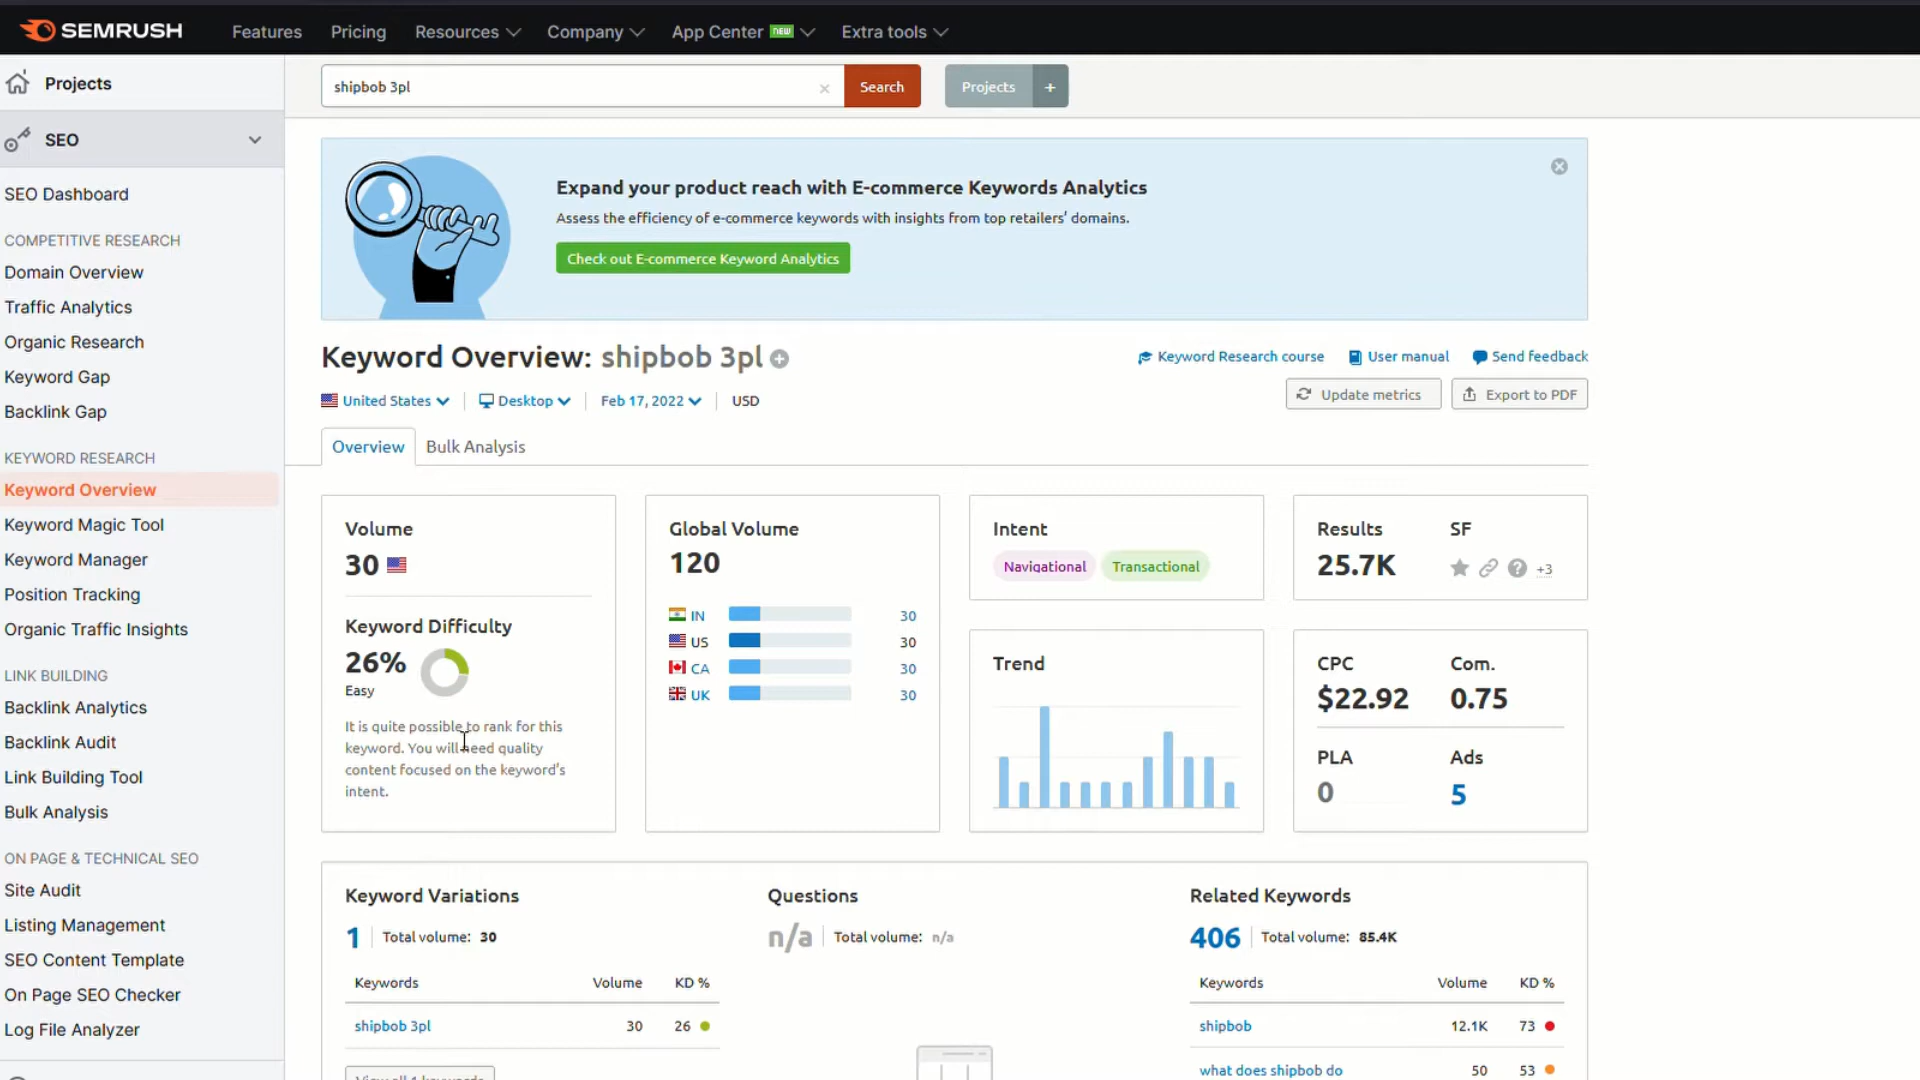 SEMRUSH
Features
Pricing
Resources
Company
App Center NEW
Extra tools
Projects
SEO
SEO Dashboard
COMPETITIVE RESEARCH
Domain Overview
Traffic Analytics
Organic Research
Keyword Gap
Backlink Gap
KEYWORD RESEARCH
Keyword Overview
Keyword Magic Tool
Keyword Manager
Position Tracking
Organic Traffic Insights
LINK BUILDING
Backlink Analytics
Backlink Audit
Link Building Tool
Bulk Analysis
ON PAGE & TECHNICAL SEO
Site Audit
Listing Management
SEO Content Template
On Page SEO Checker
Log File Analyzer
shipbob 3pl
Search
Projects +
Expand your product reach with E-commerce Keywords Analytics
Assess the efficiency of e-commerce keywords with insights from top retailers' domains.
Check out E-commerce Keyword Analytics
Keyword Overview: shipbob 3pl
Keyword Research course
User manual
Send feedback
United States
Desktop
Feb 17, 2022
USD
Update metrics
Export to PDF
Overview
Bulk Analysis
Volume
30
Keyword Difficulty
26%
Easy
It is quite possible to rank for this
keyword. You will need quality
content focused on the keyword's
intent.
Global Volume
120
IN 30
US 30
CA 30
UK 30
Intent
Navigational
Transactional
Trend
Results
25.7K
SF
+3
CPC
$22.92
Com.
0.75
PLA
0
Ads
5
Keyword Variations
1 Total volume: 30
Keywords Volume KD %
shipbob 3pl 30 26
View all 1 keywords
Questions
n/a Total volume: n/a
Related Keywords
406 Total volume: 85.4K
Keywords Volume KD %
shipbob 12.1K 73
what does shipbob do 50 53